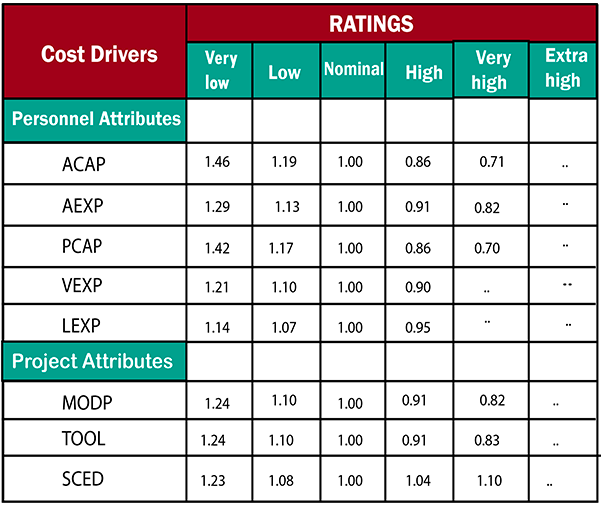 Cost Drivers
RATINGS
Very low Low Nominal High Very high Extra high
Personnel Attributes
ACAP 1.46 1.19 1.00 0.86 0.71 ..
AEXP 1.29 1.13 1.00 0.91 0.82 ..
PCAP 1.42 1.17 1.00 0.86 0.70 ..
VEXP 1.21 1.10 1.00 0.90 .. ..
LEXP 1.14 1.07 1.00 0.95 .. ..
Project Attributes
MODP 1.24 1.10 1.00 0.91 0.82 ..
TOOL 1.24 1.10 1.00 0.91 0.83 ..
SCED 1.23 1.08 1.00 1.04 1.10 ..